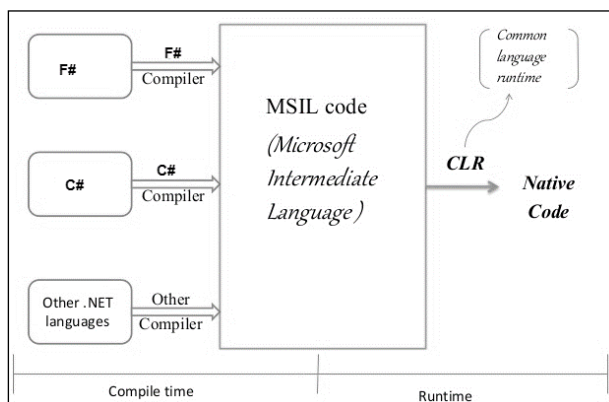 F#
F#
Compiler
C#
C#
Compiler
Other .NET
languages
Other
Compiler
MSIL code
(Microsoft
Intermediate
Language)
Common
language
runtime
CLR
Native
Code
Compile time
Runtime